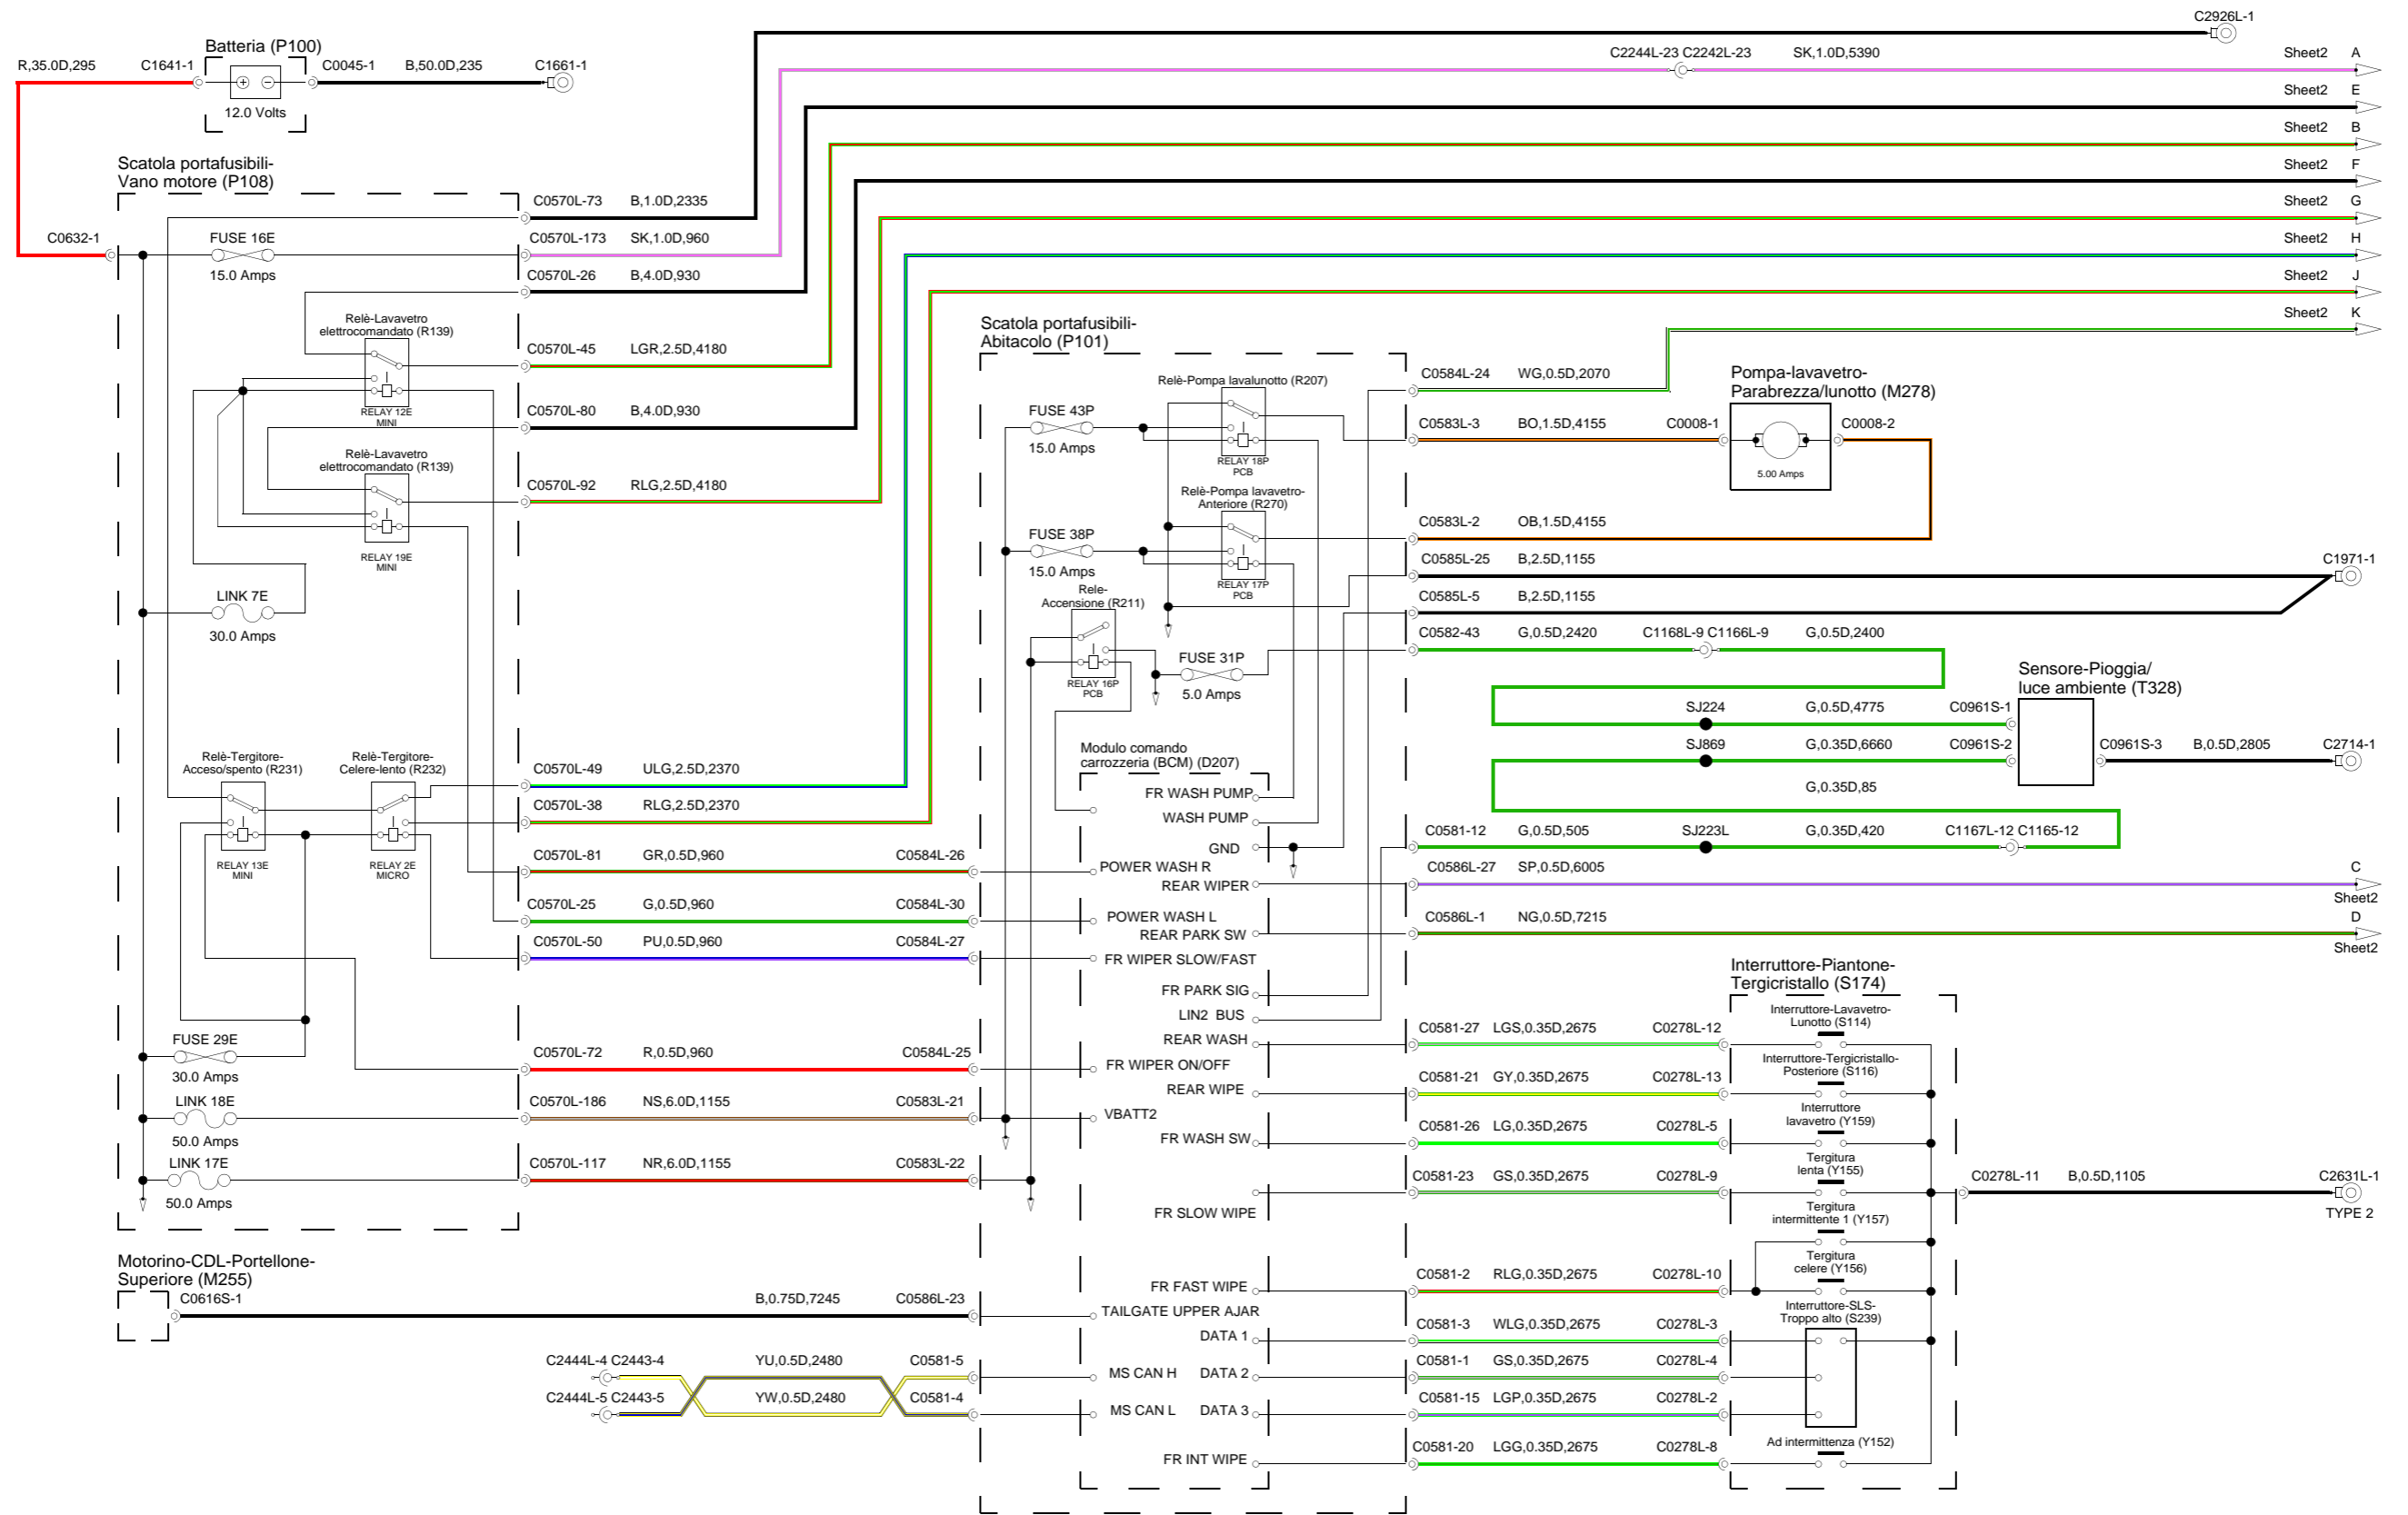 C2926L-1
Batteria (P100)
R,35.0D,295
C1641-1
C0045-1
B,50.0D,235
C1661-1
12.0 Volts
C2244L-23 C2242L-23
SK,1.0D,5390
Sheet2 A
Sheet2 E
Sheet2 B
Sheet2 F
Sheet2 G
Sheet2 H
Sheet2 J
Sheet2 K
Scatola portafusibili-
Vano motore (P108)
C0632-1
FUSE 16E
15.0 Amps
C0570L-73 B,1.0D,2335
C0570L-173 SK,1.0D,960
C0570L-26 B,4.0D,930
Relè-Lavavetro
elettrocomandato (R139)
RELAY 12E
MINI
C0570L-45 LGR,2.5D,4180
C0570L-80 B,4.0D,930
Relè-Lavavetro
elettrocomandato (R139)
RELAY 19E
MINI
C0570L-92 RLG,2.5D,4180
LINK 7E
30.0 Amps
Relè-Tergitore-
Acceso/spento (R231)
RELAY 13E
MINI
Relè-Tergitore-
Celere-lento (R232)
RELAY 2E
MICRO
C0570L-49 ULG,2.5D,2370
C0570L-38 RLG,2.5D,2370
C0570L-81 GR,0.5D,960 C0584L-26
C0570L-25 G,0.5D,960 C0584L-30
C0570L-50 PU,0.5D,960 C0584L-27
FUSE 29E
30.0 Amps
C0570L-72 R,0.5D,960 C0584L-25
LINK 18E
50.0 Amps
C0570L-186 NS,6.0D,1155 C0583L-21
LINK 17E
50.0 Amps
C0570L-117 NR,6.0D,1155 C0583L-22
Motorino-CDL-Portellone-
Superiore (M255)
C0616S-1
B,0.75D,7245 C0586L-23
C2444L-4 C2443-4 YU,0.5D,2480 C0581-5
C2444L-5 C2443-5 YW,0.5D,2480 C0581-4
Scatola portafusibili-
Abitacolo (P101)
Relè-Pompa lavalunotto (R207)
FUSE 43P
15.0 Amps
RELAY 18P
PCB
Relè-Pompa lavavetro-
Anteriore (R270)
FUSE 38P
15.0 Amps
RELAY 17P
PCB
Rele-
Accensione (R211)
RELAY 16P
PCB
FUSE 31P
5.0 Amps
Modulo comando
carrozzeria (BCM) (D207)
FR WASH PUMP
WASH PUMP
GND
POWER WASH R
REAR WIPER
POWER WASH L
REAR PARK SW
FR WIPER SLOW/FAST
FR PARK SIG
LIN2 BUS
REAR WASH
FR WIPER ON/OFF
REAR WIPE
VBATT2
FR WASH SW
FR SLOW WIPE
FR FAST WIPE
TAILGATE UPPER AJAR
DATA 1
MS CAN H DATA 2
MS CAN L DATA 3
FR INT WIPE
C0584L-24 WG,0.5D,2070
Pompa-lavavetro-
Parabrezza/lunotto (M278)
C0583L-3 BO,1.5D,4155 C0008-1
C0008-2
5.00 Amps
C0583L-2 OB,1.5D,4155
C0585L-25 B,2.5D,1155
C1971-1
C0585L-5 B,2.5D,1155
C0582-43 G,0.5D,2420 C1168L-9 C1166L-9 G,0.5D,2400
Sensore-Pioggia/
luce ambiente (T328)
SJ224 G,0.5D,4775 C0961S-1
SJ869 G,0.35D,6660 C0961S-2
C0961S-3 B,0.5D,2805 C2714-1
G,0.35D,85
C0581-12 G,0.5D,505 SJ223L G,0.35D,420 C1167L-12 C1165-12
C0586L-27 SP,0.5D,6005
C
Sheet2
C0586L-1 NG,0.5D,7215
D
Sheet2
Interruttore-Piantone-
Tergicristallo (S174)
Interruttore-Lavavetro-
Lunotto (S114)
C0581-27 LGS,0.35D,2675 C0278L-12
Interruttore-Tergicristallo-
Posteriore (S116)
C0581-21 GY,0.35D,2675 C0278L-13
Interruttore
lavavetro (Y159)
C0581-26 LG,0.35D,2675 C0278L-5
Tergitura
lenta (Y155)
C0581-23 GS,0.35D,2675 C0278L-9
C0278L-11 B,0.5D,1105 C2631L-1
TYPE 2
Tergitura
intermittente 1 (Y157)
Tergitura
celere (Y156)
C0581-2 RLG,0.35D,2675 C0278L-10
Interruttore-SLS-
Troppo alto (S239)
C0581-3 WLG,0.35D,2675 C0278L-3
C0581-1 GS,0.35D,2675 C0278L-4
C0581-15 LGP,0.35D,2675 C0278L-2
Ad intermittenza (Y152)
C0581-20 LGG,0.35D,2675 C0278L-8